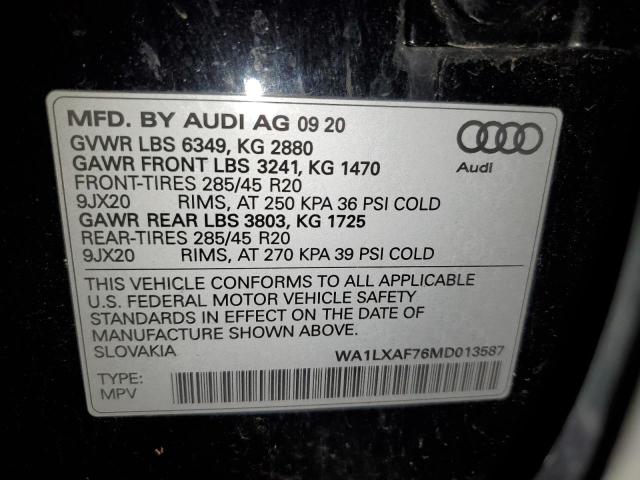 MFD. BY AUDI AG 09 20
GVWR LBS 6349, KG 2880
GAWR FRONT LBS 3241, KG 1470
FRONT-TIRES 285/45 R20
9JX20 RIMS, AT 250 KPA 36 PSI COLD
GAWR REAR LBS 3803, KG 1725
REAR-TIRES 285/45 R20
9JX20 RIMS, AT 270 KPA 39 PSI COLD
Audi
THIS VEHICLE CONFORMS TO ALL APPLICABLE
U.S. FEDERAL MOTOR VEHICLE SAFETY
STANDARDS IN EFFECT ON THE DATE OF
MANUFACTURE SHOWN ABOVE.
SLOVAKIA
WA1LXAF76MD013587
TYPE:
MPV